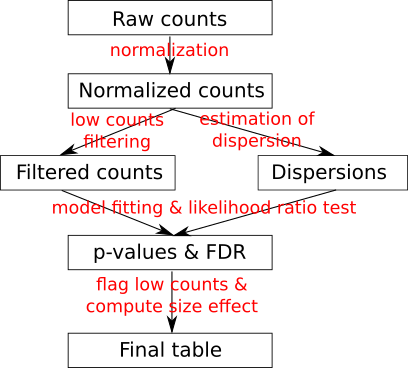 Raw counts
normalization
Normalized counts
low counts
filtering
estimation of
dispersion
Filtered counts
Dispersions
model fitting & likelihood ratio test
p-values & FDR
flag low counts &
compute size effect
Final table